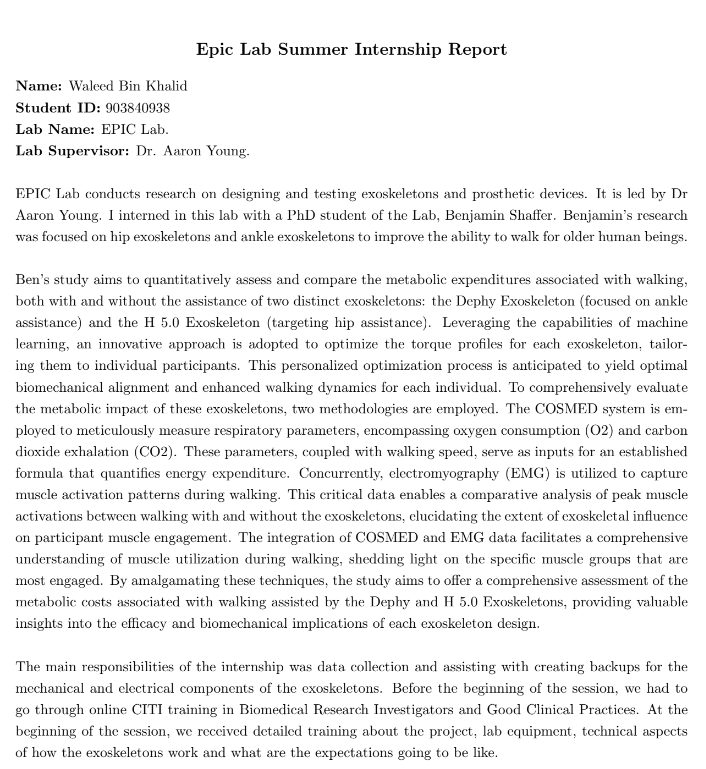 Epic Lab Summer Internship Report
Name: Waleed Bin Khalid
Student ID: 903840938
Lab Name: EPIC Lab.
Lab Supervisor: Dr. Aaron Young.
EPIC Lab conducts research on designing and testing exoskeletons and prosthetic devices. It is led by Dr
Aaron Young. I interned in this lab with a PhD student of the Lab, Benjamin Shaffer. Benjamin's research
was focused on hip exoskeletons and ankle exoskeletons to improve the ability to walk for older human beings.
Ben's study aims to quantitatively assess and compare the metabolic expenditures associated with walking,
both with and without the assistance of two distinct exoskeletons: the Dephy Exoskeleton (focused on ankle
assistance) and the H 5.0 Exoskeleton (targeting hip assistance). Leveraging the capabilities of machine
learning, an innovative approach is adopted to optimize the torque profiles for each exoskeleton, tailor-
ing them to individual participants. This personalized optimization process is anticipated to yield optimal
biomechanical alignment and enhanced walking dynamics for each individual. To comprehensively evaluate
the metabolic impact of these exoskeletons, two methodologies are employed. The COSMED system is em-
ployed to meticulously measure respiratory parameters, encompassing oxygen consumption (O2) and carbon
dioxide exhalation (CO2). These parameters, coupled with walking speed, serve as inputs for an established
formula that quantifies energy expenditure. Concurrently, electromyography (EMG) is utilized to capture
muscle activation patterns during walking. This critical data enables a comparative analysis of peak muscle
activations between walking with and without the exoskeletons, elucidating the extent of exoskeletal influence
on participant muscle engagement. The integration of COSMED and EMG data facilitates a comprehensive
understanding of muscle utilization during walking, shedding light on the specific muscle groups that are
most engaged. By amalgamating these techniques, the study aims to offer a comprehensive assessment of the
metabolic costs associated with walking assisted by the Dephy and H 5.0 Exoskeletons, providing valuable
insights into the efficacy and biomechanical implications of each exoskeleton design.
The main responsibilities of the internship was data collection and assisting with creating backups for the
mechanical and electrical components of the exoskeletons. Before the beginning of the session, we had to
go through online CITI training in Biomedical Research Investigators and Good Clinical Practices. At the
beginning of the session, we received detailed training about the project, lab equipment, technical aspects
of how the exoskeletons work and what are the expectations going to be like.